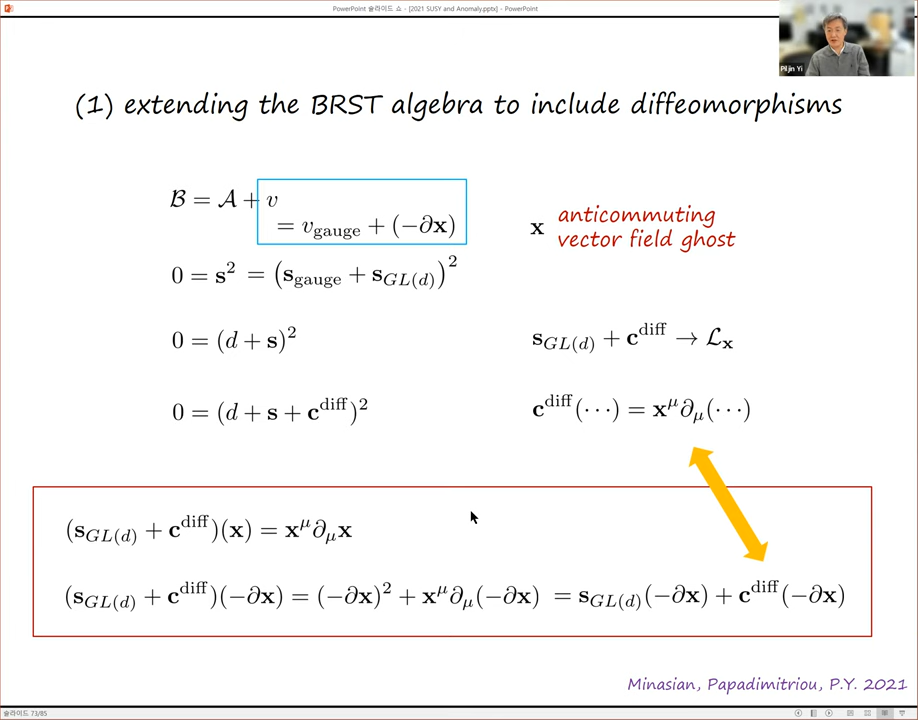 PowerPoint 슬라이드 쇼 - [2021 SUSY and Anomaly.pptx] - PowerPoint
Piljin Yi
(1) extending the BRST algebra to include diffeomorphisms
ℬ = 𝒜 + v
= v_gauge + (−∂𝐱)
𝐱 anticommuting
vector field ghost
0 = 𝐬² = (𝐬_gauge + 𝐬_GL(d))²
0 = (d + 𝐬)²
𝐬_GL(d) + 𝐜^diff → ℒ_𝐱
0 = (d + 𝐬 + 𝐜^diff)²
𝐜^diff(···) = 𝐱^μ∂_μ(···)
(𝐬_GL(d) + 𝐜^diff)(𝐱) = 𝐱^μ∂_μ𝐱
(𝐬_GL(d) + 𝐜^diff)(−∂𝐱) = (−∂𝐱)² + 𝐱^μ∂_μ(−∂𝐱) = 𝐬_GL(d)(−∂𝐱) + 𝐜^diff(−∂𝐱)
Minasian, Papadimitriou, P.Y. 2021
슬라이드 73/85